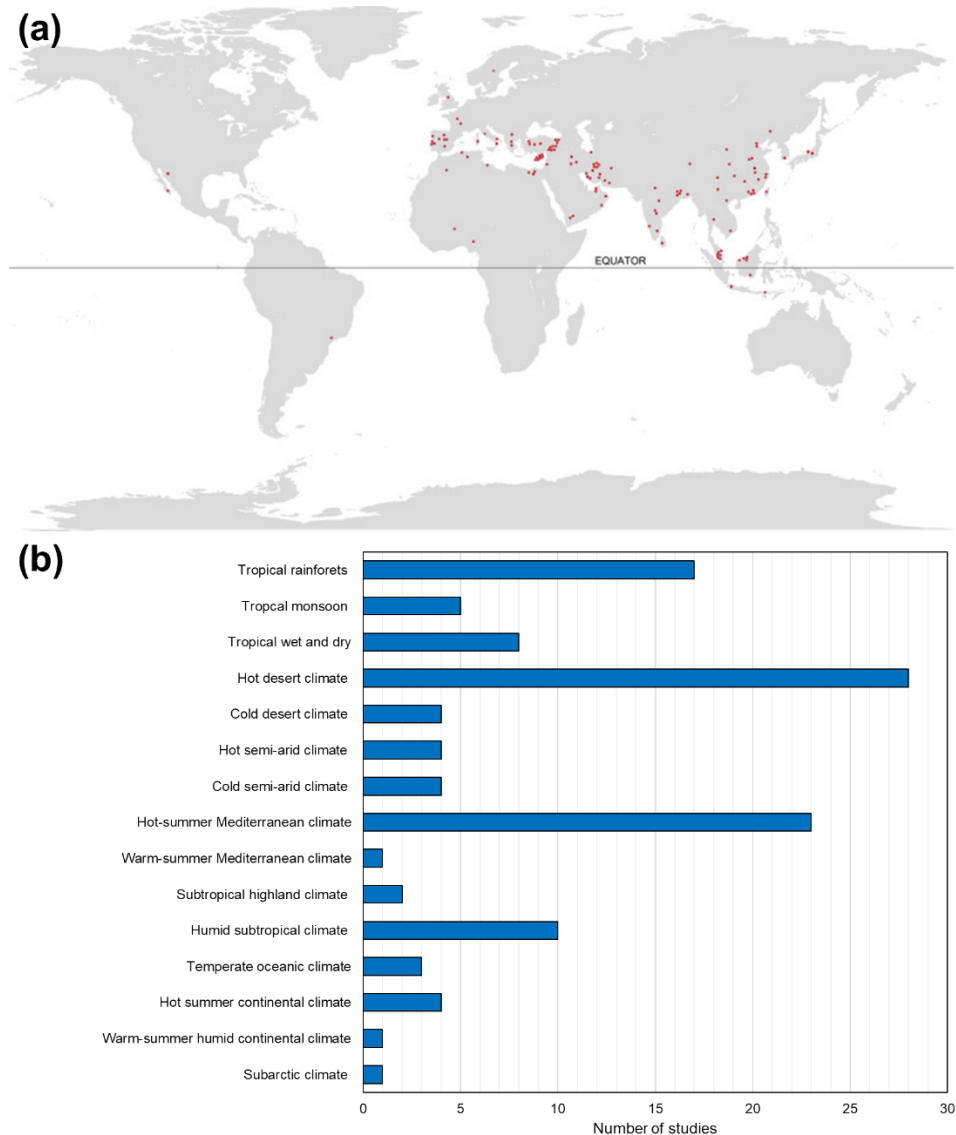 (a)
EQUATOR
(b)
Tropical rainforets
Tropcal monsoon
Tropical wet and dry
Hot desert climate
Cold desert climate
Hot semi-arid climate
Cold semi-arid climate
Hot-summer Mediterranean climate
Warm-summer Mediterranean climate
Subtropical highland climate
Humid subtropical climate
Temperate oceanic climate
Hot summer continental climate
Warm-summer humid continental climate
Subarctic climate
0 5 10 15 20 25 30
Number of studies